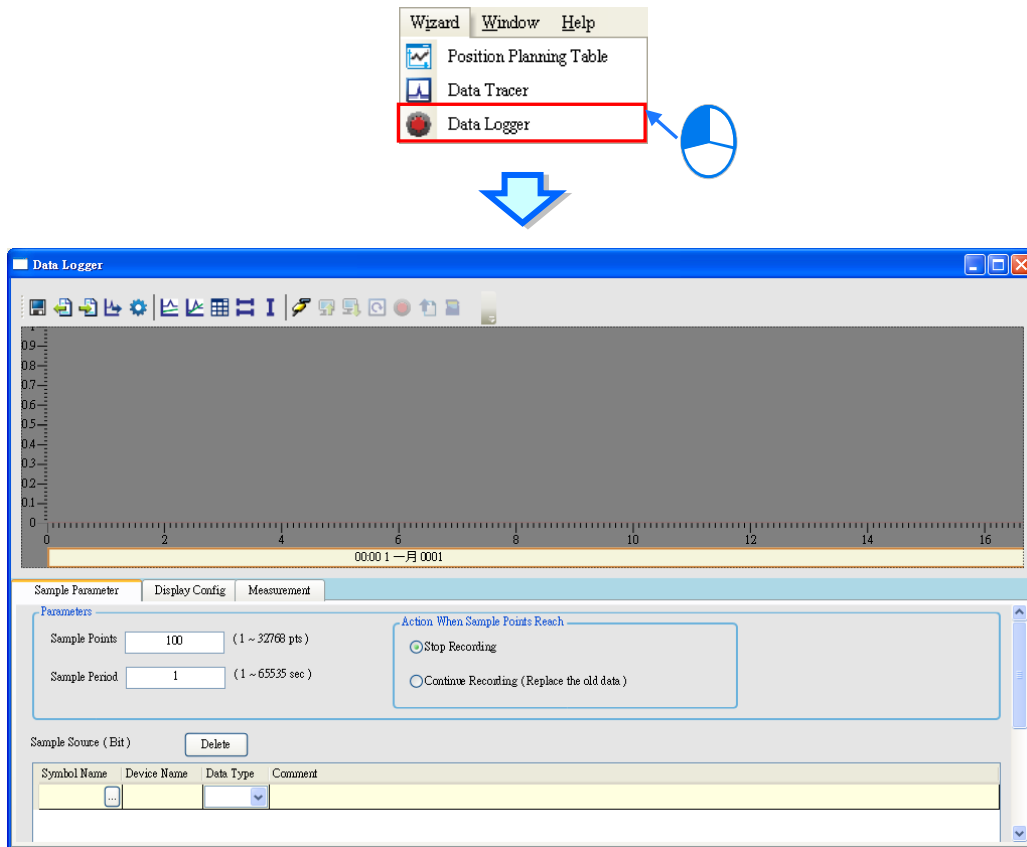 Wizard Window Help
Position Planning Table
Data Tracer
Data Logger
Data Logger
1
0.9
0.8
0.7
0.6
0.5
0.4
0.3
0.2
0.1
0
0 2 4 6 8 10 12 14 16
00:00 1 一月 0001
Sample Parameter Display Config Measurement
Parameters
Sample Points 100 ( 1 ~ 32768 pts )
Sample Period 1 ( 1 ~ 65535 sec )
Action When Sample Points Reach
Stop Recording
Continue Recording ( Replace the old data )
Sample Source ( Bit ) Delete
Symbol Name Device Name Data Type Comment
...